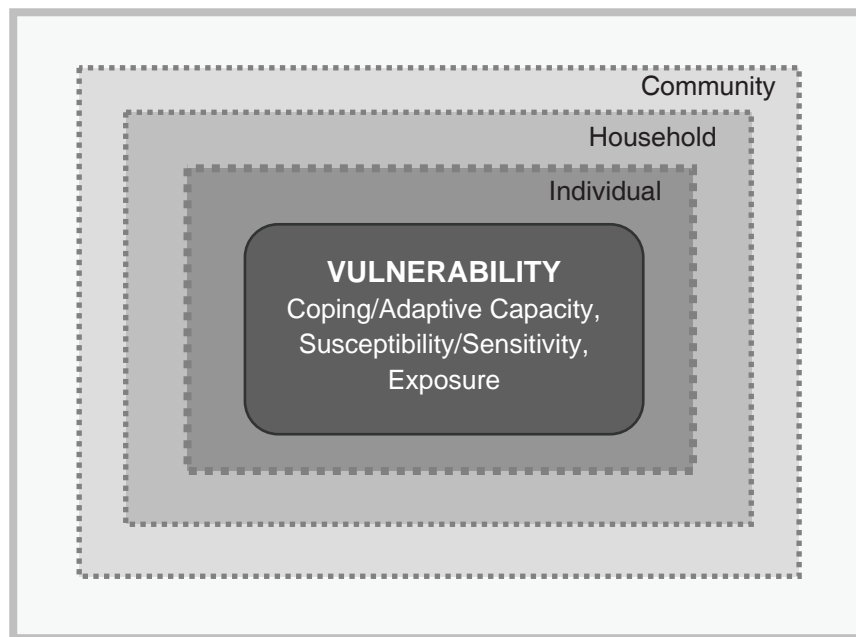 Community
Household
Individual
VULNERABILITY
Coping/Adaptive Capacity,
Susceptibility/Sensitivity,
Exposure